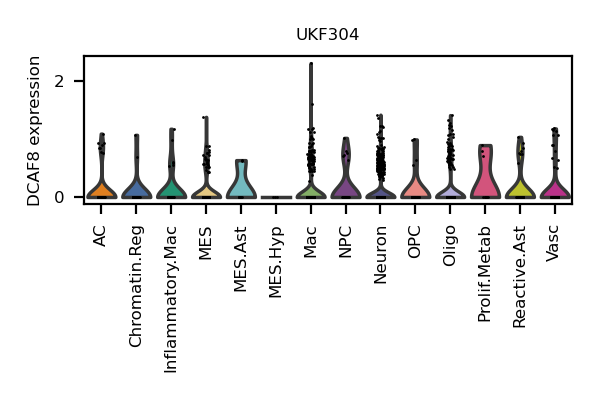 UKF304
DCAF8 expression
2
0
AC
Chromatin.Reg
Inflammatory.Mac
MES
MES.Ast
MES.Hyp
Mac
NPC
Neuron
OPC
Oligo
Prolif.Metab
Reactive.Ast
Vasc